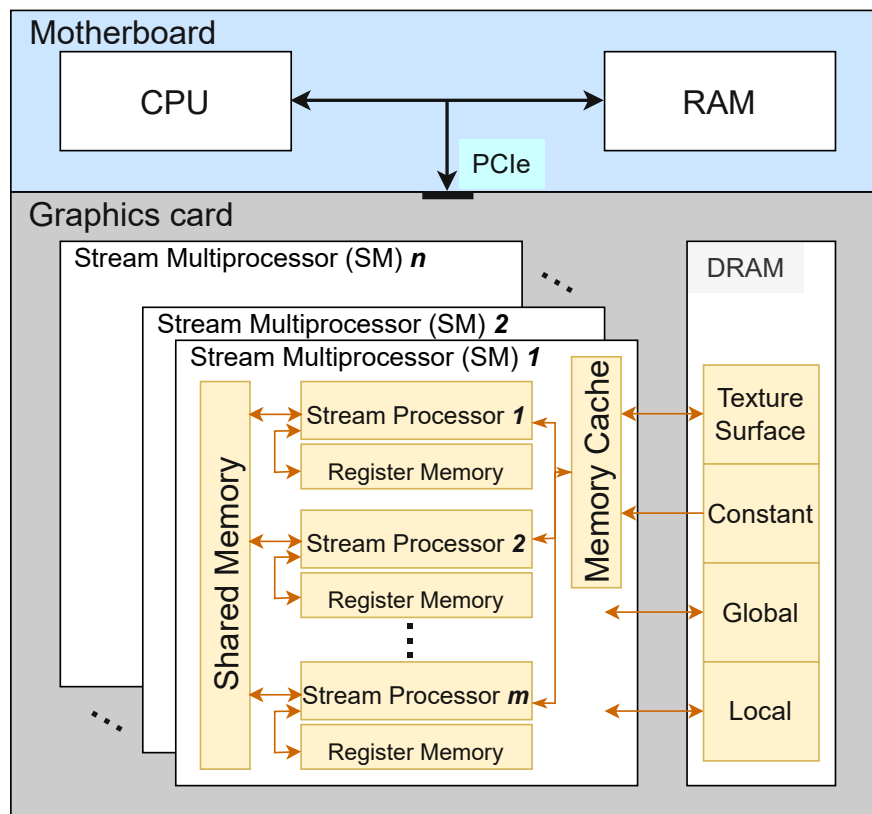 Motherboard
CPU
RAM
PCIe
Graphics card
Stream Multiprocessor (SM) n
DRAM
Stream Multiprocessor (SM) 2
Stream Multiprocessor (SM) 1
Shared Memory
Stream Processor 1
Register Memory
Stream Processor 2
Register Memory
Stream Processor m
Register Memory
Memory Cache
Texture
Surface
Constant
Global
Local